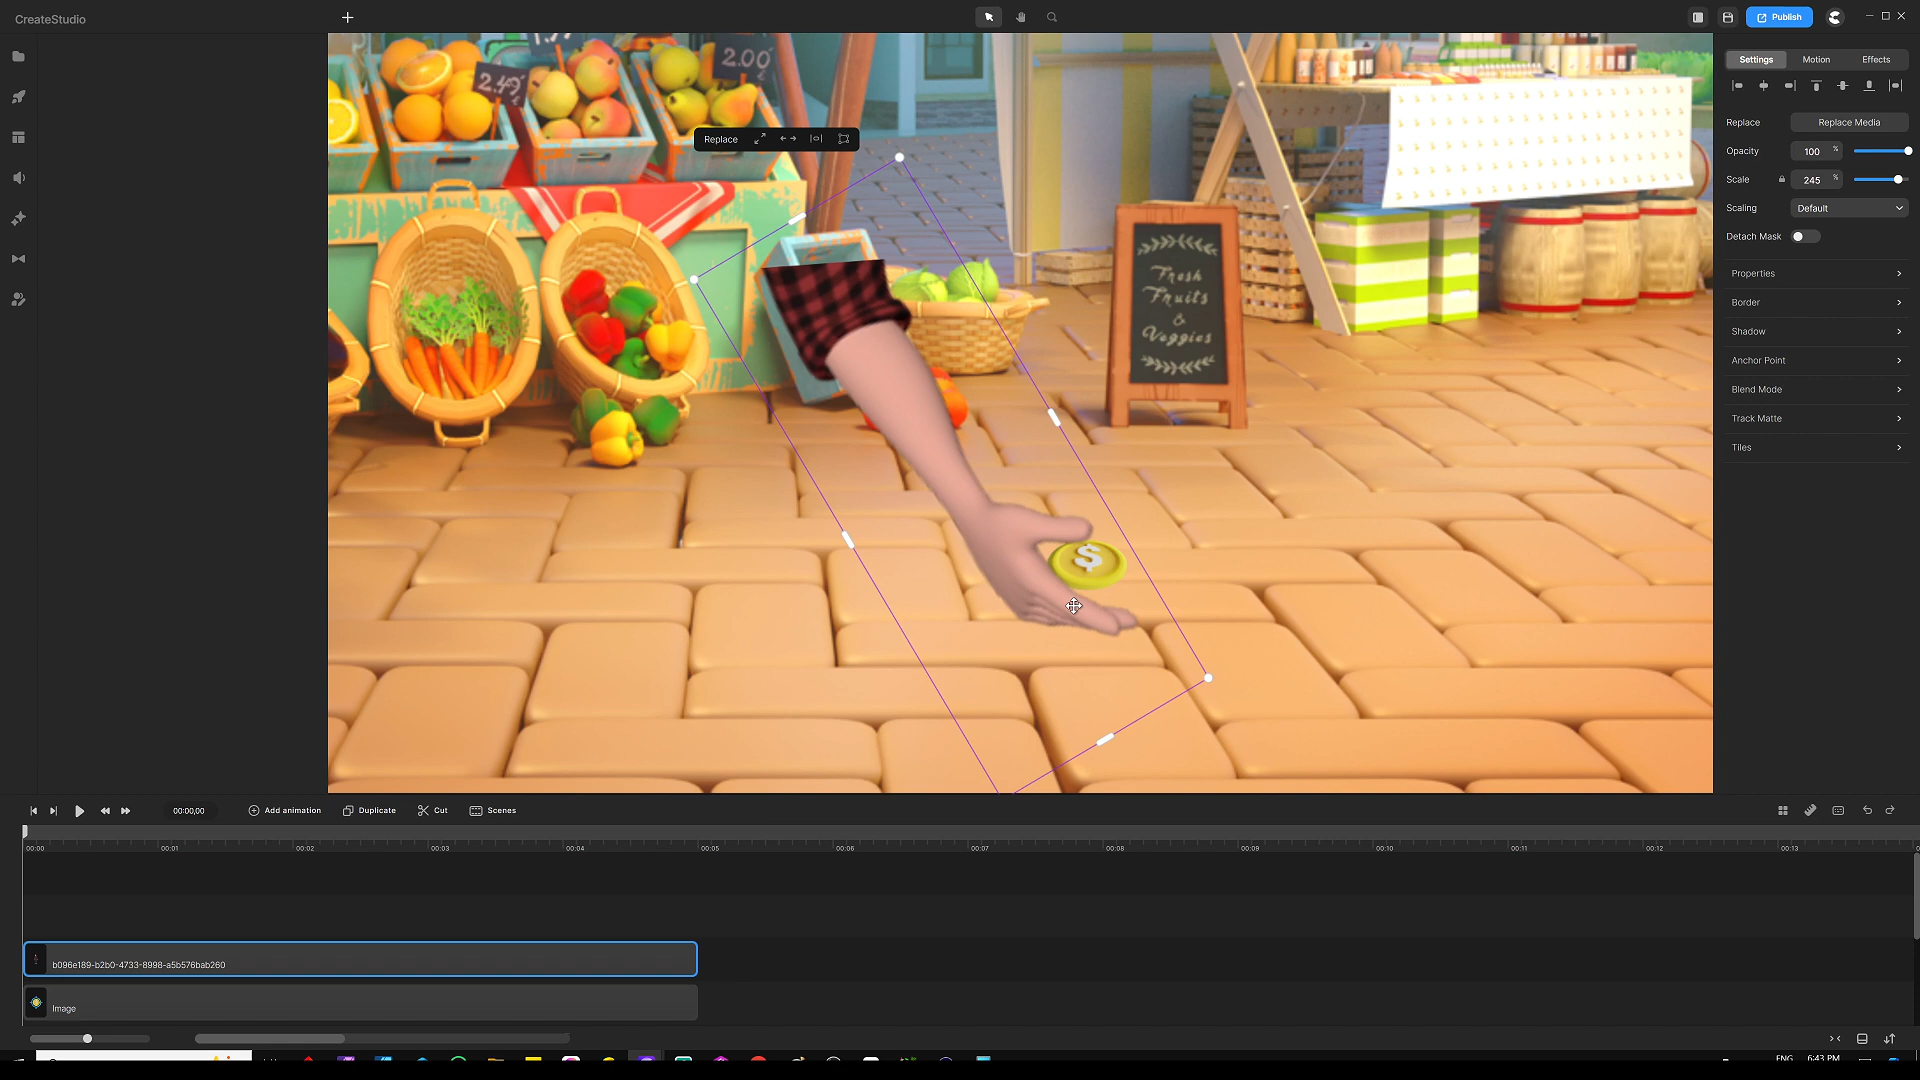 CreateStudio
Publish
2.49
2.00
£
Replace
Fresh
Fruits
&
Veggies
$
Settings
Motion
Effects
Replace
Replace Media
Opacity
100 %
Scale
245 %
Scaling
Default
Detach Mask
Properties
Border
Shadow
Anchor Point
Blend Mode
Track Matte
Tiles
00:00,00
Add animation
Duplicate
Cut
Scenes
00:00 00:01 00:02 00:03 00:04 00:05 00:06 00:07 00:08 00:09 00:10 00:11 00:12 00:13
b096e189-b2b0-4733-8998-a5b576bab260
Image
ENG
6:43 PM